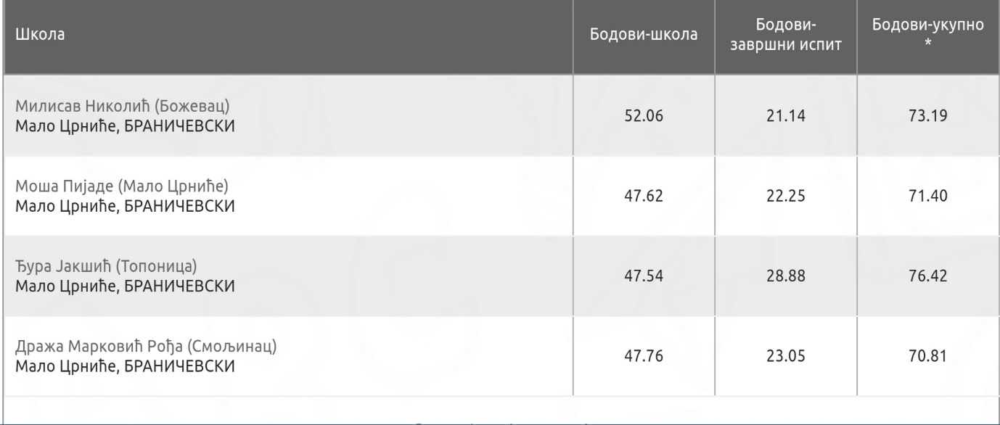 Школа
Бодови-школа
Бодови-
завршни испит
Бодови-укупно
*
Милисав Николић (Божевац)
Мало Црниће, БРАНИЧЕВСКИ
52.06
21.14
73.19
Моша Пијаде (Мало Црниће)
Мало Црниће, БРАНИЧЕВСКИ
47.62
22.25
71.40
Ђура Јакшић (Топоница)
Мало Црниће, БРАНИЧЕВСКИ
47.54
28.88
76.42
Дража Марковић Рођа (Смољинац)
Мало Црниће, БРАНИЧЕВСКИ
47.76
23.05
70.81